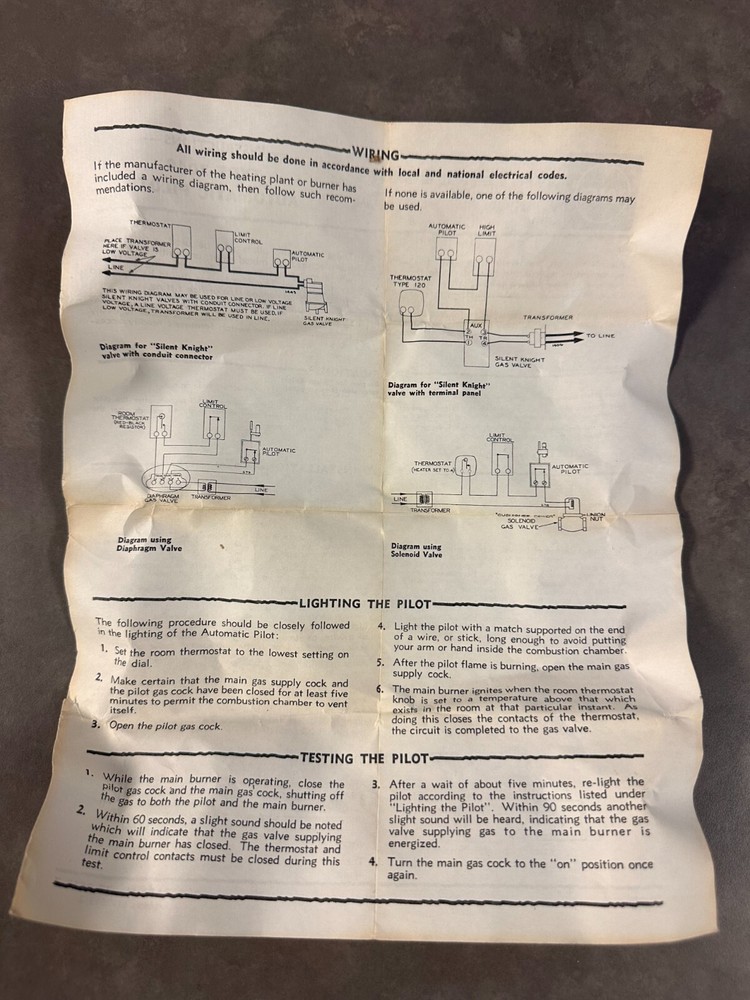 WIRING
All wiring should be done in accordance with local and national electrical codes.
If the manufacturer of the heating plant or burner has
included a wiring diagram, then follow such recom-
mendations.
If none is available, one of the following diagrams may
be used.
THERMOSTAT
PLACE TRANSFORMER
HERE IF VALVE IS
LOW VOLTAGE
LINE
LIMIT
CONTROL
AUTOMATIC
PILOT
THIS WIRING DIAGRAM MAY BE USED FOR LINE OR LOW VOLTAGE
SILENT KNIGHT VALVES WITH CONDUIT CONNECTOR. IF LINE
VOLTAGE, A LINE VOLTAGE THERMOSTAT MUST BE USED. IF
LOW VOLTAGE, TRANSFORMER WILL BE USED IN LINE.
SILENT KNIGHT
GAS VALVE
Diagram for "Silent Knight"
valve with conduit connector
AUTOMATIC
PILOT
HIGH
LIMIT
THERMOSTAT
TYPE 120
AUX
TH TR
TRANSFORMER
TO LINE
SILENT KNIGHT
GAS VALVE
Diagram for "Silent Knight"
valve with terminal panel
ROOM
THERMOSTAT
(RED-BLACK
RESISTOR)
LIMIT
CONTROL
AUTOMATIC
PILOT
DIAPHRAGM
GAS VALVE
TRANSFORMER
LINE
Diagram using
Diaphragm Valve
LIMIT
CONTROL
THERMOSTAT
(HEATER SET TO .4)
AUTOMATIC
PILOT
LINE
TRANSFORMER
SOLENOID
GAS VALVE
UNION
NUT
Diagram using
Solenoid Valve
LIGHTING THE PILOT
The following procedure should be closely followed
in the lighting of the Automatic Pilot:
1. Set the room thermostat to the lowest setting on
the dial.
2. Make certain that the main gas supply cock and
the pilot gas cock have been closed for at least five
minutes to permit the combustion chamber to vent
itself.
3. Open the pilot gas cock.
4. Light the pilot with a match supported on the end
of a wire, or stick, long enough to avoid putting
your arm or hand inside the combustion chamber.
5. After the pilot flame is burning, open the main gas
supply cock.
6. The main burner ignites when the room thermostat
knob is set to a temperature above that which
exists in the room at that particular instant. As
doing this closes the contacts of the thermostat,
the circuit is completed to the gas valve.
TESTING THE PILOT
1. While the main burner is operating, close the
pilot gas cock and the main gas cock, shutting off
the gas to both the pilot and the main burner.
2. Within 60 seconds, a slight sound should be noted
which will indicate that the gas valve supplying
the main burner has closed. The thermostat and
limit control contacts must be closed during this
test.
3. After a wait of about five minutes, re-light the
pilot according to the instructions listed under
"Lighting the Pilot". Within 90 seconds another
slight sound will be heard, indicating that the gas
valve supplying gas to the main burner is
energized.
4. Turn the main gas cock to the "on" position once
again.